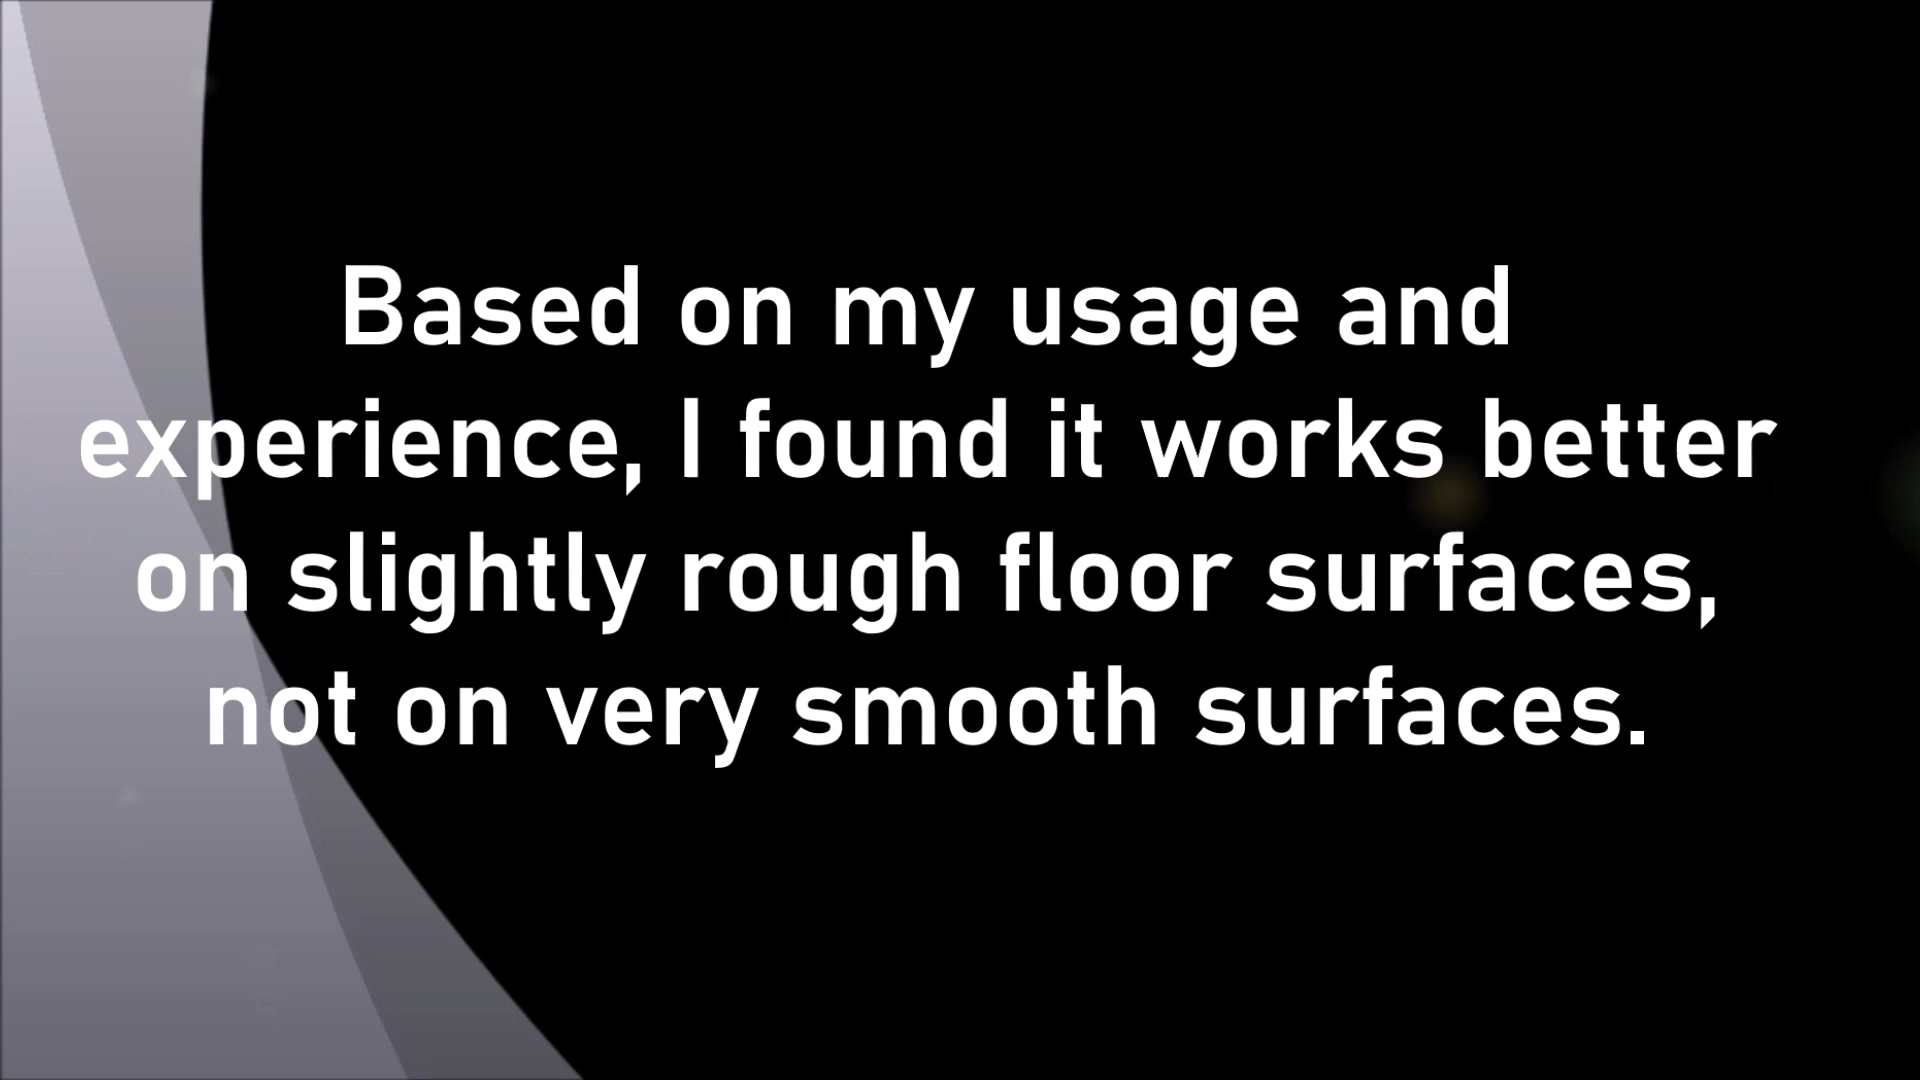 Based on my usage and
experience, I found it works better
on slightly rough floor surfaces,
not on very smooth surfaces.